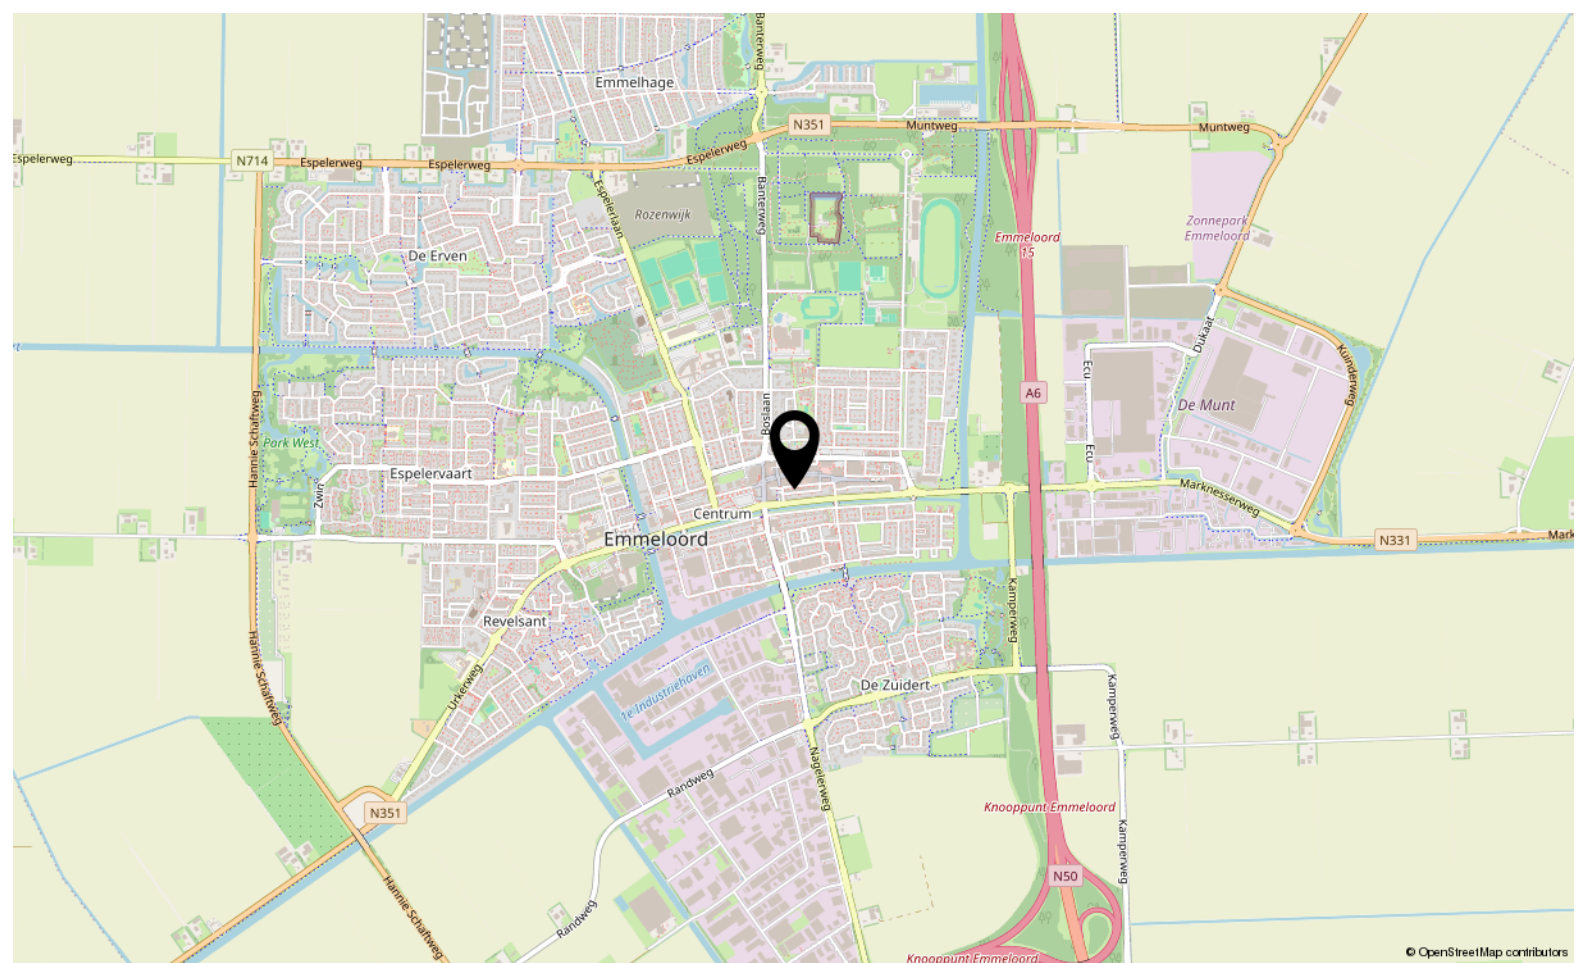 Banterweg
Emmelhage
N351
Muntweg
Muntweg
Espelerweg
N714
Espelerweg
Espelerweg
Espelerweg
Espelerlaan
Banterweg
Rozenwijk
Zonnepark
Emmeloord
Emmeloord
15
De Erven
Dukaat
Kuinderweg
Ecu
A6
De Munt
Hannie Schaftweg
Boslaan
Park West
Espelervaart
Ecu
Zwin
Marknesserweg
Centrum
Emmeloord
N331
Mark
Kamperweg
Revelsant
Hannie Schaftweg
Urkerweg
1e Industriehaven
De Zuidert
Kamperweg
Nagelerweg
Randweg
Knooppunt Emmeloord
N351
Kamperweg
N50
Hannie Schaftweg
Randweg
Knooppunt Emmeloord
© OpenStreetMap contributors